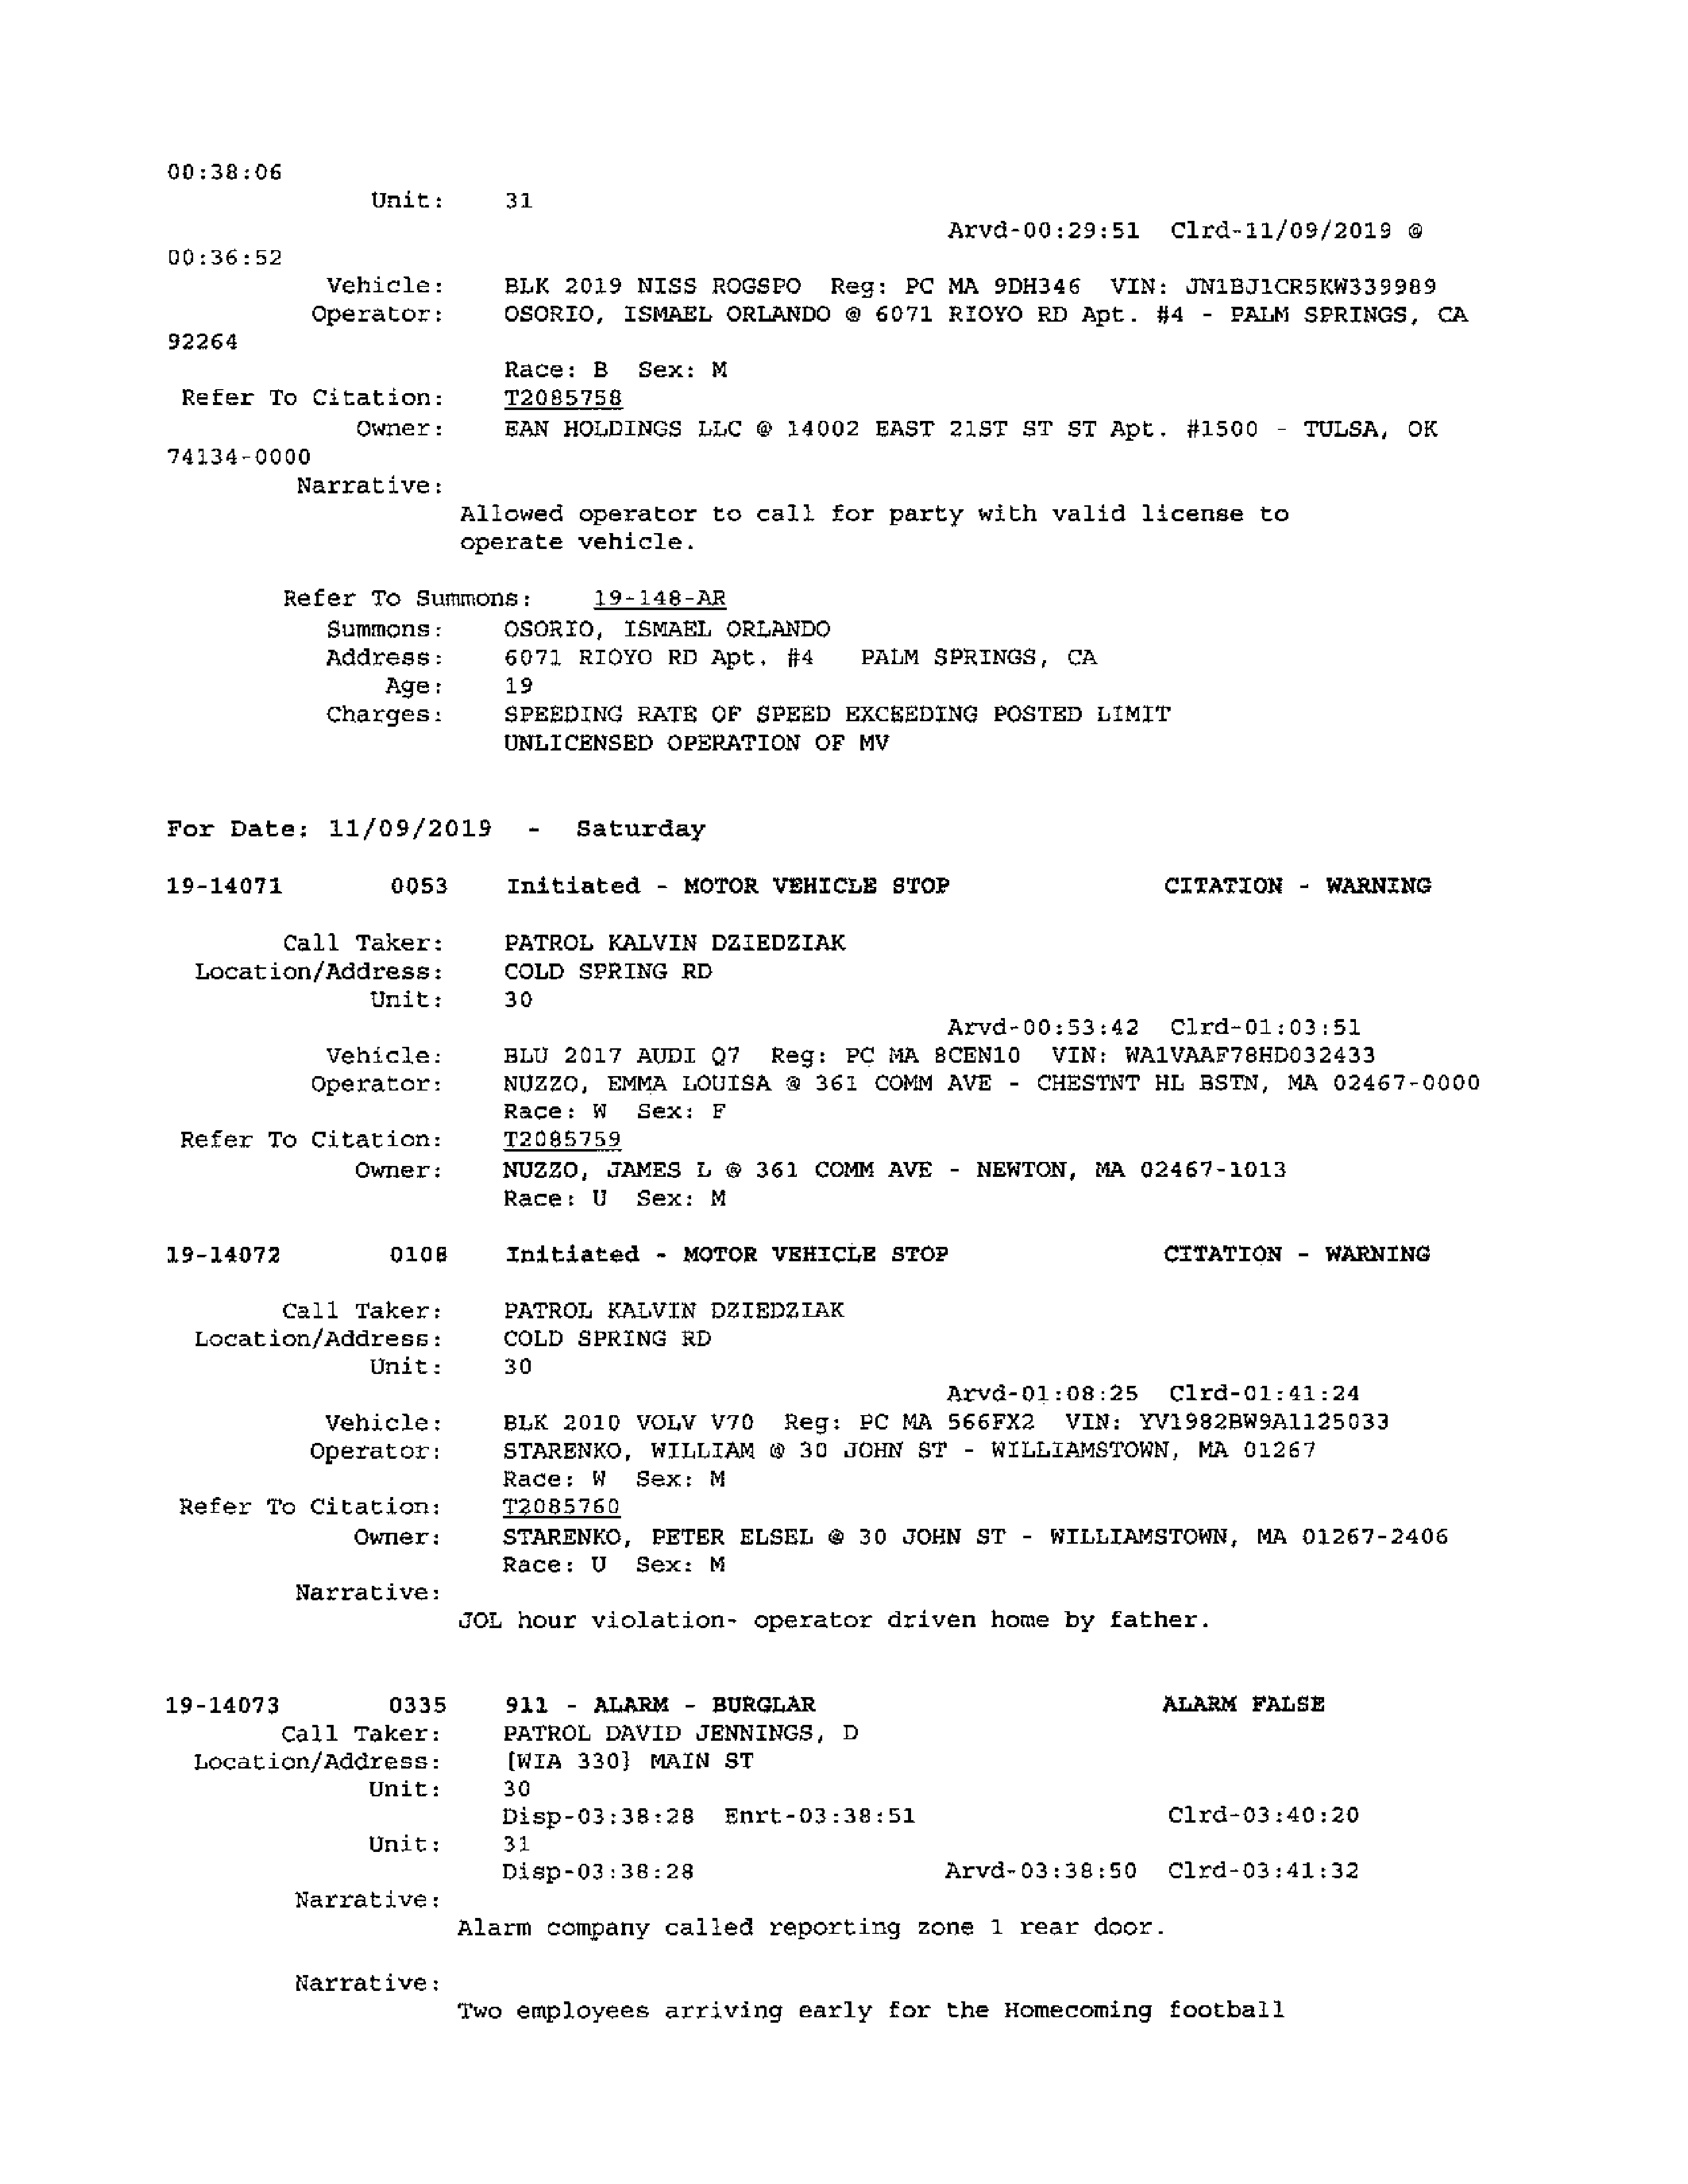 00:38:06
Unit: 31
Arvd-00:29:51 Clrd-11/09/2019 @
00:36:52
Vehicle: BLK 2019 NISS ROGSPO Reg: PC MA 9DH346 VIN: JN1BJ1CR5KW339989
Operator: OSORIO, ISMAEL ORLANDO @ 6071 RIOYO RD Apt. #4 - PALM SPRINGS, CA
92264
Race: B Sex: M
Refer To Citation: T2085758
Owner: EAN HOLDINGS LLC @ 14002 EAST 21ST ST ST Apt. #1500 - TULSA, OK
74134-0000
Narrative:
Allowed operator to call for party with valid license to
operate vehicle.
Refer To Summons: 19-148-AR
Summons: OSORIO, ISMAEL ORLANDO
Address: 6071 RIOYO RD Apt. #4 PALM SPRINGS, CA
Age: 19
Charges: SPEEDING RATE OF SPEED EXCEEDING POSTED LIMIT
UNLICENSED OPERATION OF MV
For Date: 11/09/2019 - Saturday
19-14071 0053 Initiated - MOTOR VEHICLE STOP CITATION - WARNING
Call Taker: PATROL KALVIN DZIEDZIAK
Location/Address: COLD SPRING RD
Unit: 30
Arvd-00:53:42 Clrd-01:03:51
Vehicle: BLU 2017 AUDI Q7 Reg: PC MA 8CEN10 VIN: WA1VAAF78HD032433
Operator: NUZZO, EMMA LOUISA @ 361 COMM AVE - CHESTNT HL BSTN, MA 02467-0000
Race: W Sex: F
Refer To Citation: T2085759
Owner: NUZZO, JAMES L @ 361 COMM AVE - NEWTON, MA 02467-1013
Race: U Sex: M
19-14072 0108 Initiated - MOTOR VEHICLE STOP CITATION - WARNING
Call Taker: PATROL KALVIN DZIEDZIAK
Location/Address: COLD SPRING RD
Unit: 30
Arvd-01:08:25 Clrd-01:41:24
Vehicle: BLK 2010 VOLV V70 Reg: PC MA 566FX2 VIN: YV1982BW9A1125033
Operator: STARENKO, WILLIAM @ 30 JOHN ST - WILLIAMSTOWN, MA 01267
Race: W Sex: M
Refer To Citation: T2085760
Owner: STARENKO, PETER ELSEL @ 30 JOHN ST - WILLIAMSTOWN, MA 01267-2406
Race: U Sex: M
Narrative:
JOL hour violation- operator driven home by father.
19-14073 0335 911 - ALARM - BURGLAR ALARM FALSE
Call Taker: PATROL DAVID JENNINGS, D
Location/Address: [WIA 330] MAIN ST
Unit: 30
Disp-03:38:28 Enrt-03:38:51 Clrd-03:40:20
Unit: 31
Disp-03:38:28 Arvd-03:38:50 Clrd-03:41:32
Narrative:
Alarm company called reporting zone 1 rear door.
Narrative:
Two employees arriving early for the Homecoming football